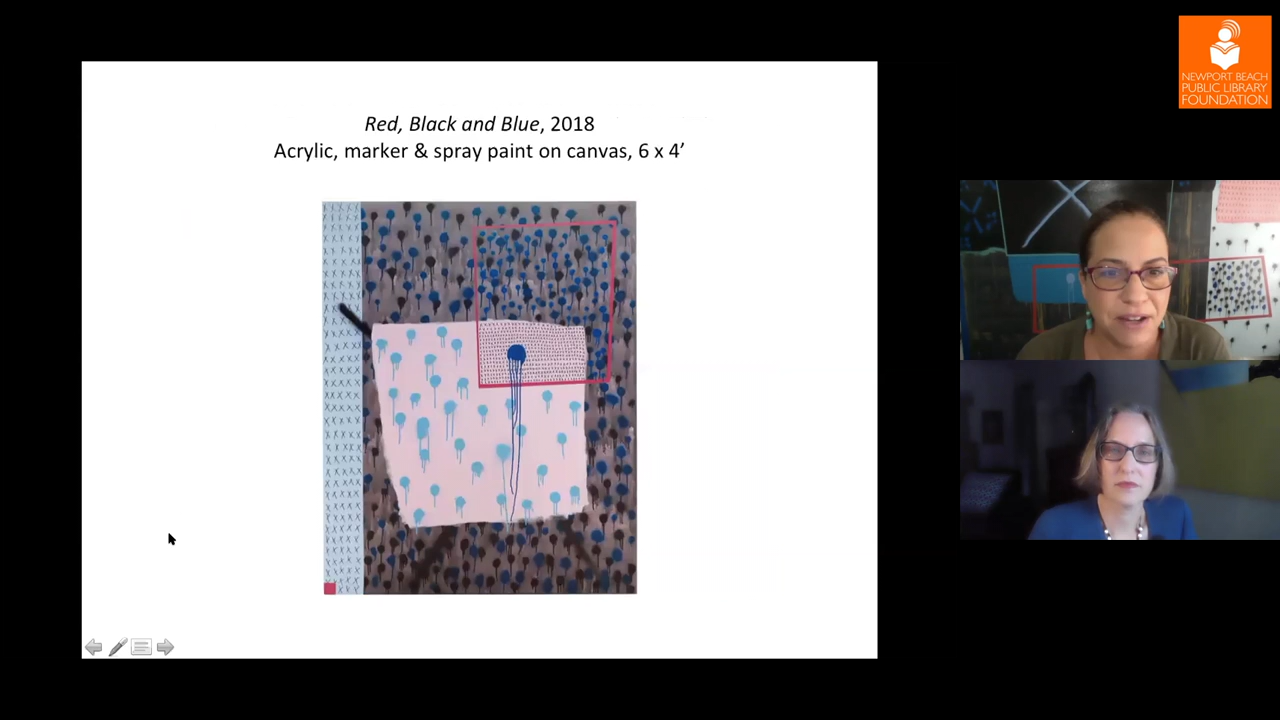 Red, Black and Blue, 2018
Acrylic, marker & spray paint on canvas, 6 x 4’
NEWPORT BEACH
PUBLIC LIBRARY
FOUNDATION